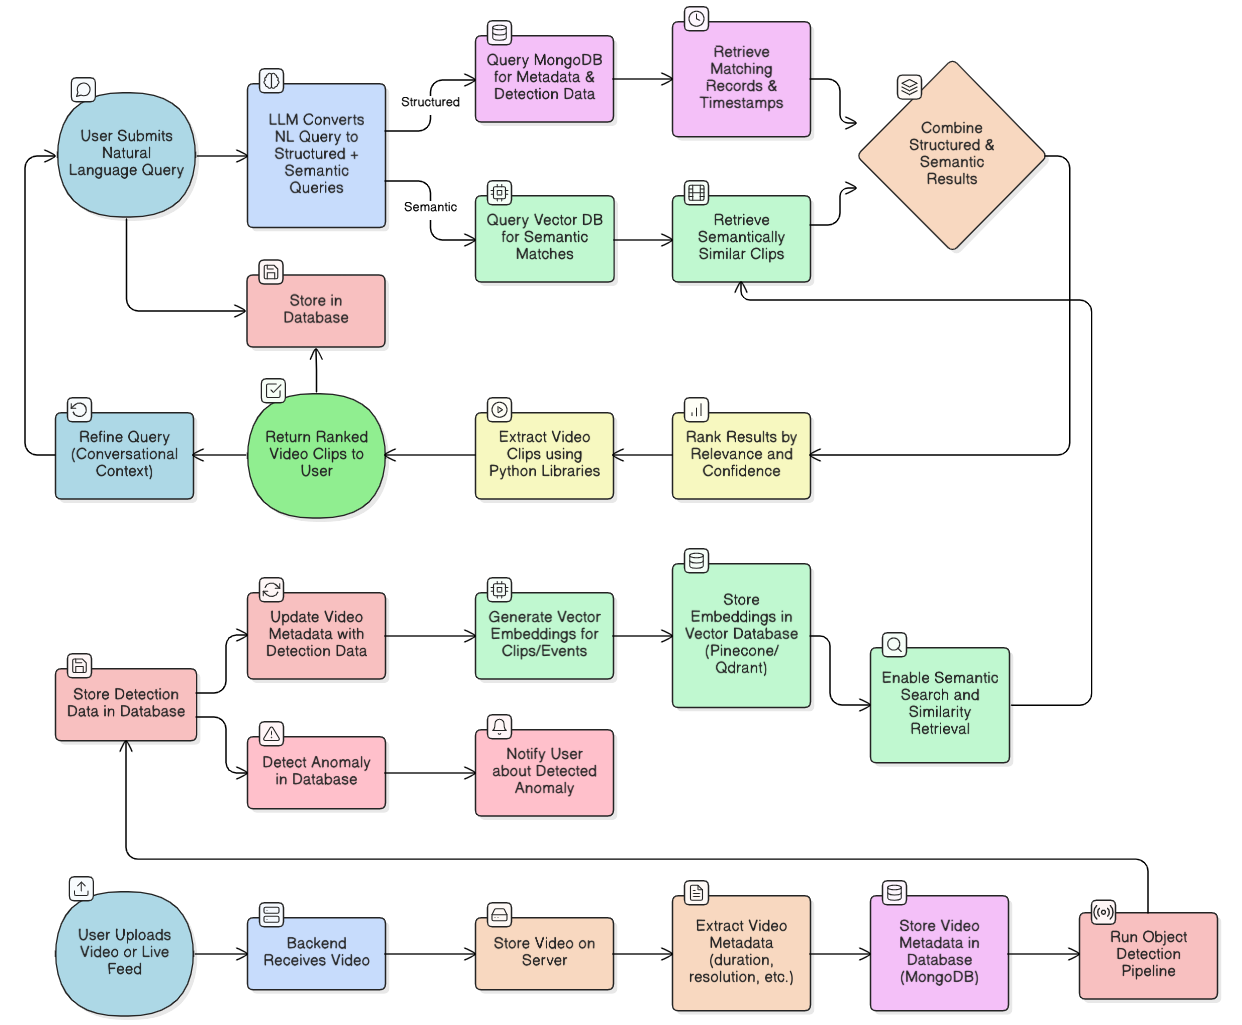 User Submits
Natural
Language Query
LLM Converts
NL Query to
Structured +
Semantic
Queries
Structured
Semantic
Query MongoDB
for Metadata &
Detection Data
Retrieve
Matching
Records &
Timestamps
Query Vector DB
for Semantic
Matches
Retrieve
Semantically
Similar Clips
Combine
Structured &
Semantic
Results
Store in
Database
Refine Query
(Conversational
Context)
Return Ranked
Video Clips to
User
Extract Video
Clips using
Python Libraries
Rank Results by
Relevance and
Confidence
Store Detection
Data in Database
Update Video
Metadata with
Detection Data
Generate Vector
Embeddings for
Clips/Events
Store
Embeddings in
Vector Database
(Pinecone/
Qdrant)
Enable Semantic
Search and
Similarity
Retrieval
Detect Anomaly
in Database
Notify User
about Detected
Anomaly
User Uploads
Video or Live
Feed
Backend
Receives Video
Store Video on
Server
Extract Video
Metadata
(duration,
resolution, etc.)
Store Video
Metadata in
Database
(MongoDB)
Run Object
Detection
Pipeline